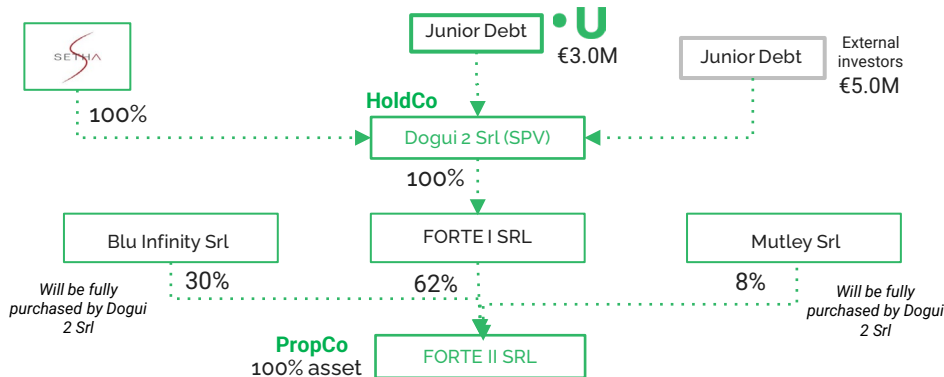 SETHA
Junior Debt
U
€3.0M
Junior Debt
External
investors
€5.0M
100%
HoldCo
Dogui 2 Srl (SPV)
100%
Blu Infinity Srl
FORTE I SRL
Mutley Srl
30%
62%
8%
Will be fully
purchased by Dogui
2 Srl
Will be fully
purchased by Dogui
2 Srl
PropCo
100% asset
FORTE II SRL